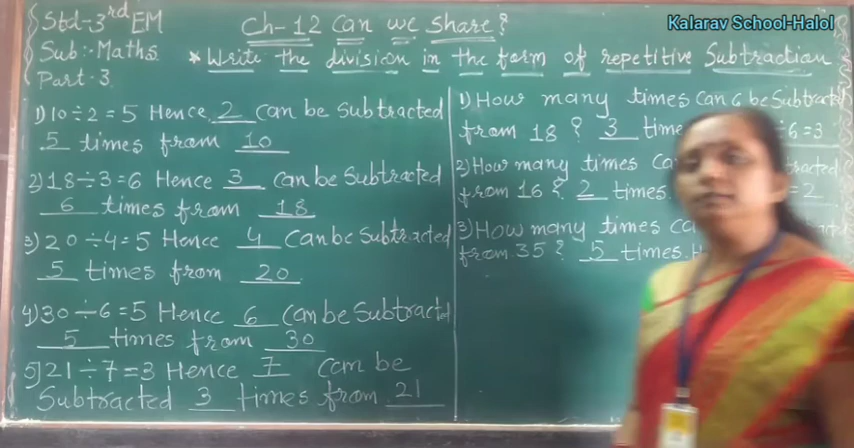 Kalarav School-Halol
Std-3rd EM
Ch-12 Can we Share?
Sub:-Maths
* Write the division in the form of repetitive Subtraction
Part-3
1) 10÷2=5 Hence 2 can be Subtracted
5 times from 10
2) 18÷3=6 Hence 3 can be Subtracted
6 times from 18
3) 20÷4=5 Hence 4 can be Subtracted
5 times from 20
4) 30÷6=5 Hence 6 can be Subtracted
5 times from 30
5) 21÷7=3 Hence 7 can be
Subtracted 3 times from 21
1) How many times Can 6 be Subtracted
from 18? 3 time ÷6=3
2) How many times
from 16? 2 times. =2
3) How many times
from 35? 5 times.